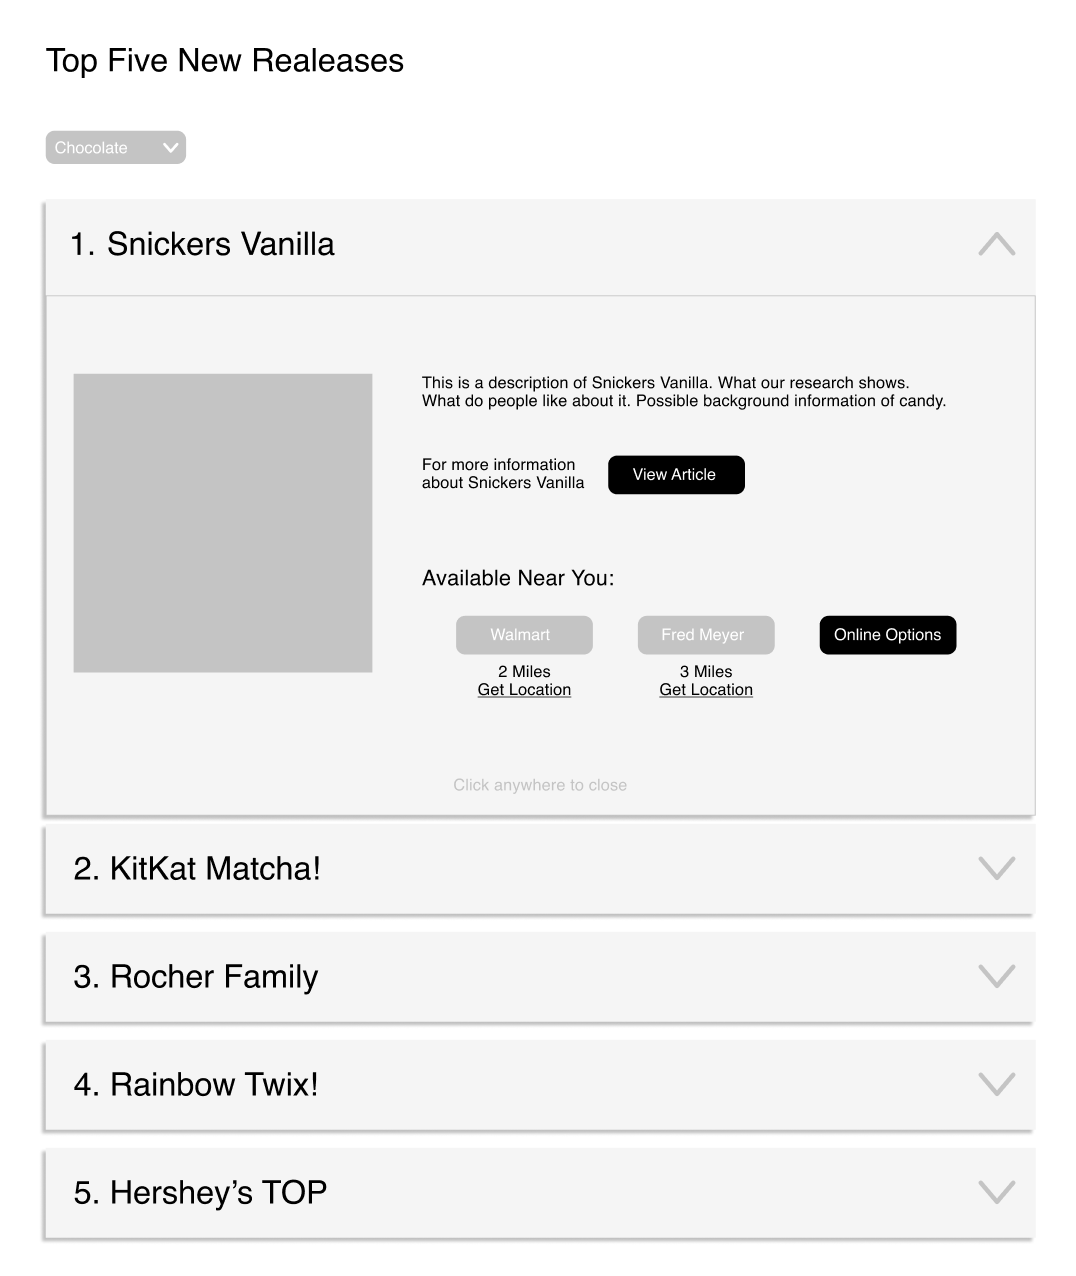 Top Five New Realeases
Chocolate
1. Snickers Vanilla
This is a description of Snickers Vanilla. What our research shows.
What do people like about it. Possible background information of candy.
For more information
about Snickers Vanilla
View Article
Available Near You:
Walmart
Fred Meyer
Online Options
2 Miles
Get Location
3 Miles
Get Location
Click anywhere to close
2. KitKat Matcha!
3. Rocher Family
4. Rainbow Twix!
5. Hershey’s TOP